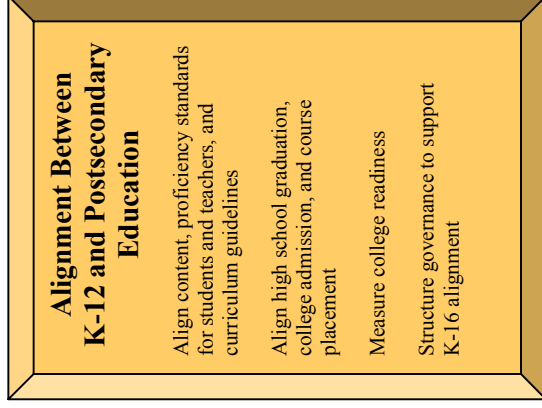 Alignment Between
K-12 and Postsecondary
Education
Align content, proficiency standards
for students and teachers, and
curriculum guidelines
Align high school graduation,
college admission, and course
placement
Measure college readiness
Structure governance to support
K-16 alignment